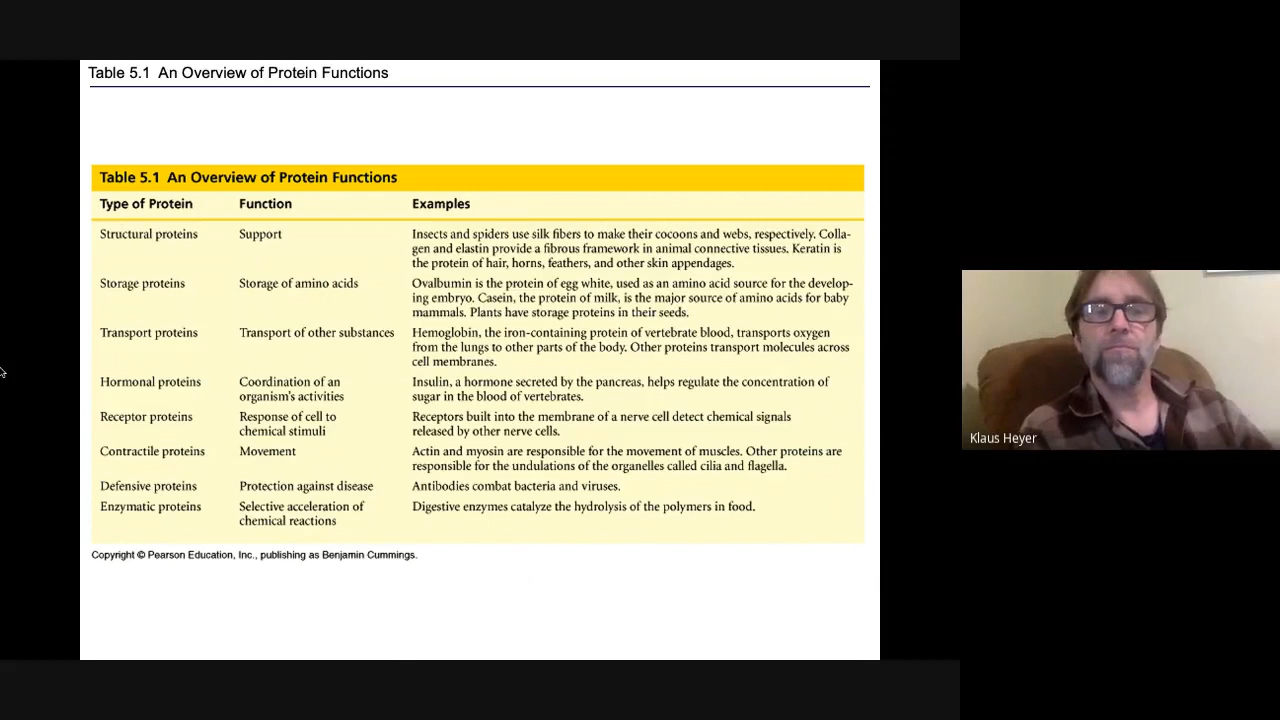 Table 5.1  An Overview of Protein Functions
Table 5.1  An Overview of Protein Functions
Type of Protein Function Examples
Structural proteins Support Insects and spiders use silk fibers to make their cocoons and webs, respectively. Colla-
gen and elastin provide a fibrous framework in animal connective tissues. Keratin is
the protein of hair, horns, feathers, and other skin appendages.
Storage proteins Storage of amino acids Ovalbumin is the protein of egg white, used as an amino acid source for the develop-
ing embryo. Casein, the protein of milk, is the major source of amino acids for baby
mammals. Plants have storage proteins in their seeds.
Transport proteins Transport of other substances Hemoglobin, the iron-containing protein of vertebrate blood, transports oxygen
from the lungs to other parts of the body. Other proteins transport molecules across
cell membranes.
Hormonal proteins Coordination of an Insulin, a hormone secreted by the pancreas, helps regulate the concentration of
organism's activities sugar in the blood of vertebrates.
Receptor proteins Response of cell to Receptors built into the membrane of a nerve cell detect chemical signals
chemical stimuli released by other nerve cells.
Contractile proteins Movement Actin and myosin are responsible for the movement of muscles. Other proteins are
responsible for the undulations of the organelles called cilia and flagella.
Defensive proteins Protection against disease Antibodies combat bacteria and viruses.
Enzymatic proteins Selective acceleration of Digestive enzymes catalyze the hydrolysis of the polymers in food.
chemical reactions
Copyright © Pearson Education, Inc., publishing as Benjamin Cummings.
Klaus Heyer